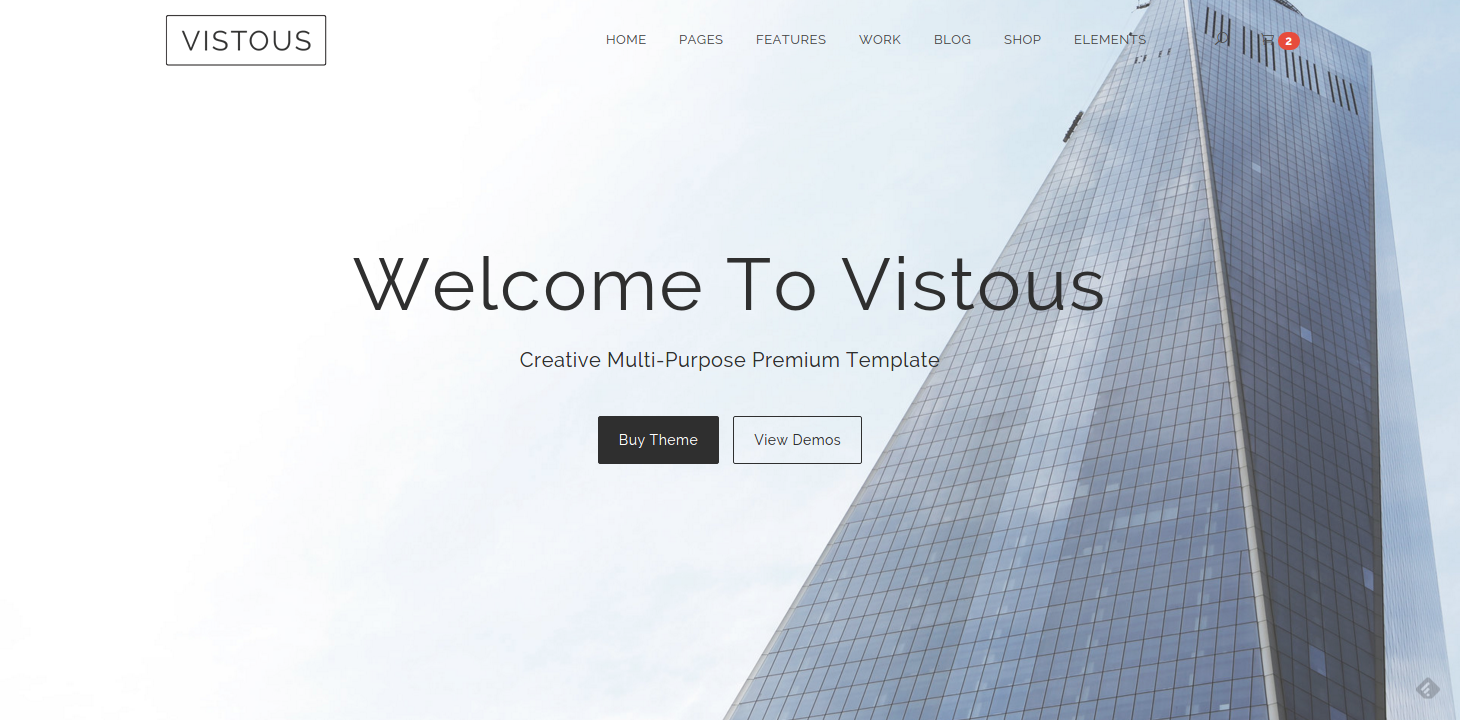 VISTOUS
HOME PAGES FEATURES WORK BLOG SHOP ELEMENTS 2
Welcome To Vistous
Creative Multi-Purpose Premium Template
Buy Theme View Demos